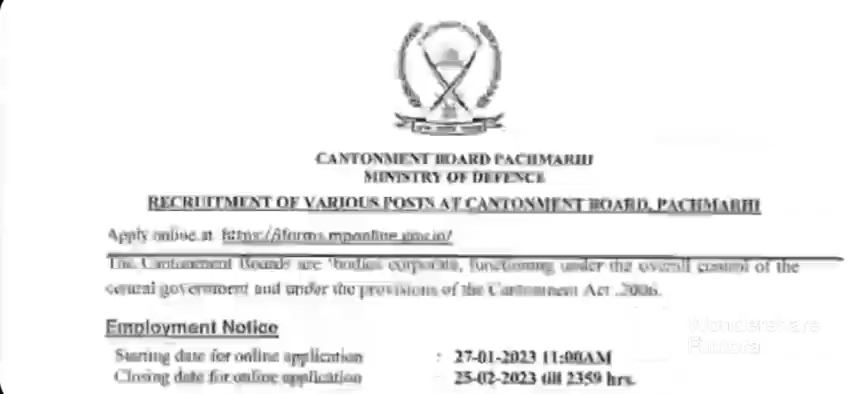 CANTONMENT BOARD PACHMARHI
MINISTRY OF DEFENCE
RECRUITMENT OF VARIOUS POSTS AT CANTONMENT BOARD, PACHMARHI
Apply online at https://iforms.mponline.gov.in/
The Cantonment Boards are 'bodies corporate, functioning under the overall control of the
central government and under the provisions of the Cantonment Act ,2006.
Employment Notice
Starting date for online application : 27-01-2023 11:00AM
Closing date for online application : 25-02-2023 till 2359 hrs.
Wondershare
Filmora